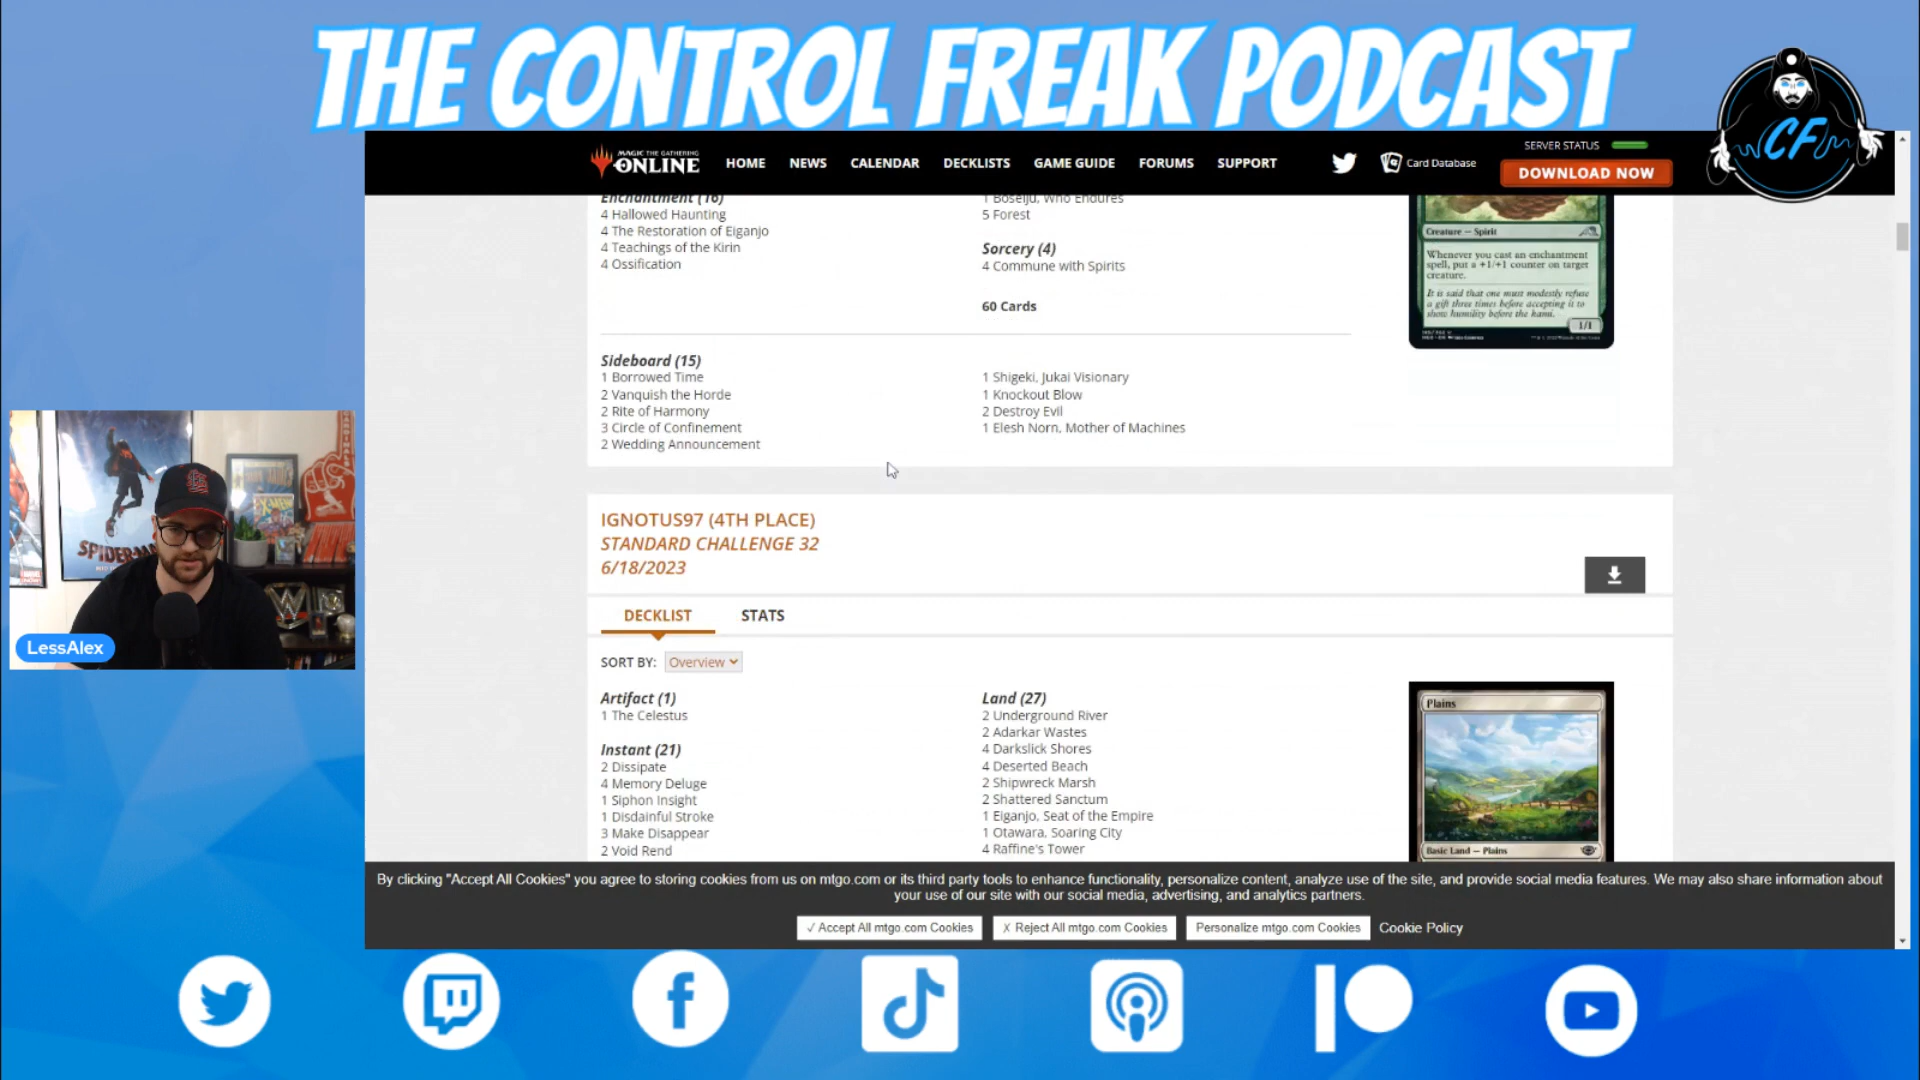 THE CONTROL FREAK PODCAST
CF
MAGIC THE GATHERING
ONLINE
HOME
NEWS
CALENDAR
DECKLISTS
GAME GUIDE
FORUMS
SUPPORT
Card Database
SERVER STATUS
DOWNLOAD NOW
Enchantment (16)
4 Hallowed Haunting
4 The Restoration of Eiganjo
4 Teachings of the Kirin
4 Ossification
1 Boseiju, Who Endures
5 Forest
Sorcery (4)
4 Commune with Spirits
60 Cards
Creature — Spirit
Whenever you cast an enchantment
spell, put a +1/+1 counter on target
creature.
It is said that one must modestly refuse
a gift three times before accepting it to
show humility before the kami.
1/1
Sideboard (15)
1 Borrowed Time
2 Vanquish the Horde
2 Rite of Harmony
3 Circle of Confinement
2 Wedding Announcement
1 Shigeki, Jukai Visionary
1 Knockout Blow
2 Destroy Evil
1 Elesh Norn, Mother of Machines
SPIDER-MA
LessAlex
IGNOTUS97 (4TH PLACE)
STANDARD CHALLENGE 32
6/18/2023
DECKLIST
STATS
SORT BY:
Overview
Artifact (1)
1 The Celestus
Instant (21)
2 Dissipate
4 Memory Deluge
1 Siphon Insight
1 Disdainful Stroke
3 Make Disappear
2 Void Rend
Land (27)
2 Underground River
2 Adarkar Wastes
4 Darkslick Shores
4 Deserted Beach
2 Shipwreck Marsh
2 Shattered Sanctum
1 Eiganjo, Seat of the Empire
1 Otawara, Soaring City
4 Raffine's Tower
Plains
Basic Land — Plains
By clicking "Accept All Cookies" you agree to storing cookies from us on mtgo.com or its third party tools to enhance functionality, personalize content, analyze use of the site, and provide social media features. We may also share information about
your use of our site with our social media, advertising, and analytics partners.
✓ Accept All mtgo.com Cookies
X Reject All mtgo.com Cookies
Personalize mtgo.com Cookies
Cookie Policy